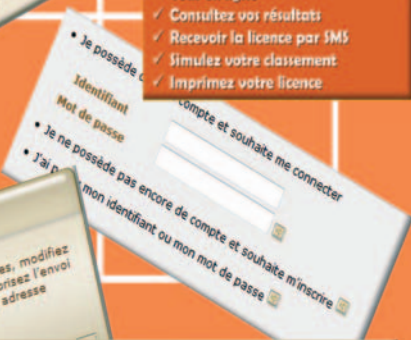 ✓ Consultez vos résultats
✓ Recevoir la licence par SMS
✓ Simulez votre classement
✓ Imprimez votre licence
• Je possède
compte et souhaite me connecter
Identifiant
Mot de passe
• Je ne possède pas encore de compte et souhaite m'inscrire
• J'ai
mon identifiant ou mon mot de passe
modifiez
l'envoi
adresse